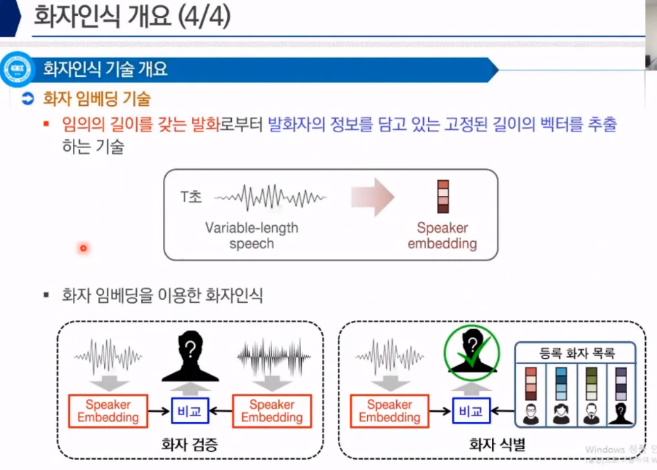 화자인식 개요 (4/4)
화자인식 기술 개요
화자 임베딩 기술
임의의 길이를 갖는 발화로부터 발화자의 정보를 담고 있는 고정된 길이의 벡터를 추출
하는 기술
T초
Variable-length
speech
Speaker
embedding
화자 임베딩을 이용한 화자인식
?
Speaker
Embedding
비교
Speaker
Embedding
화자 검증
?
등록 화자 목록
Speaker
Embedding
비교
화자 식별
Windows